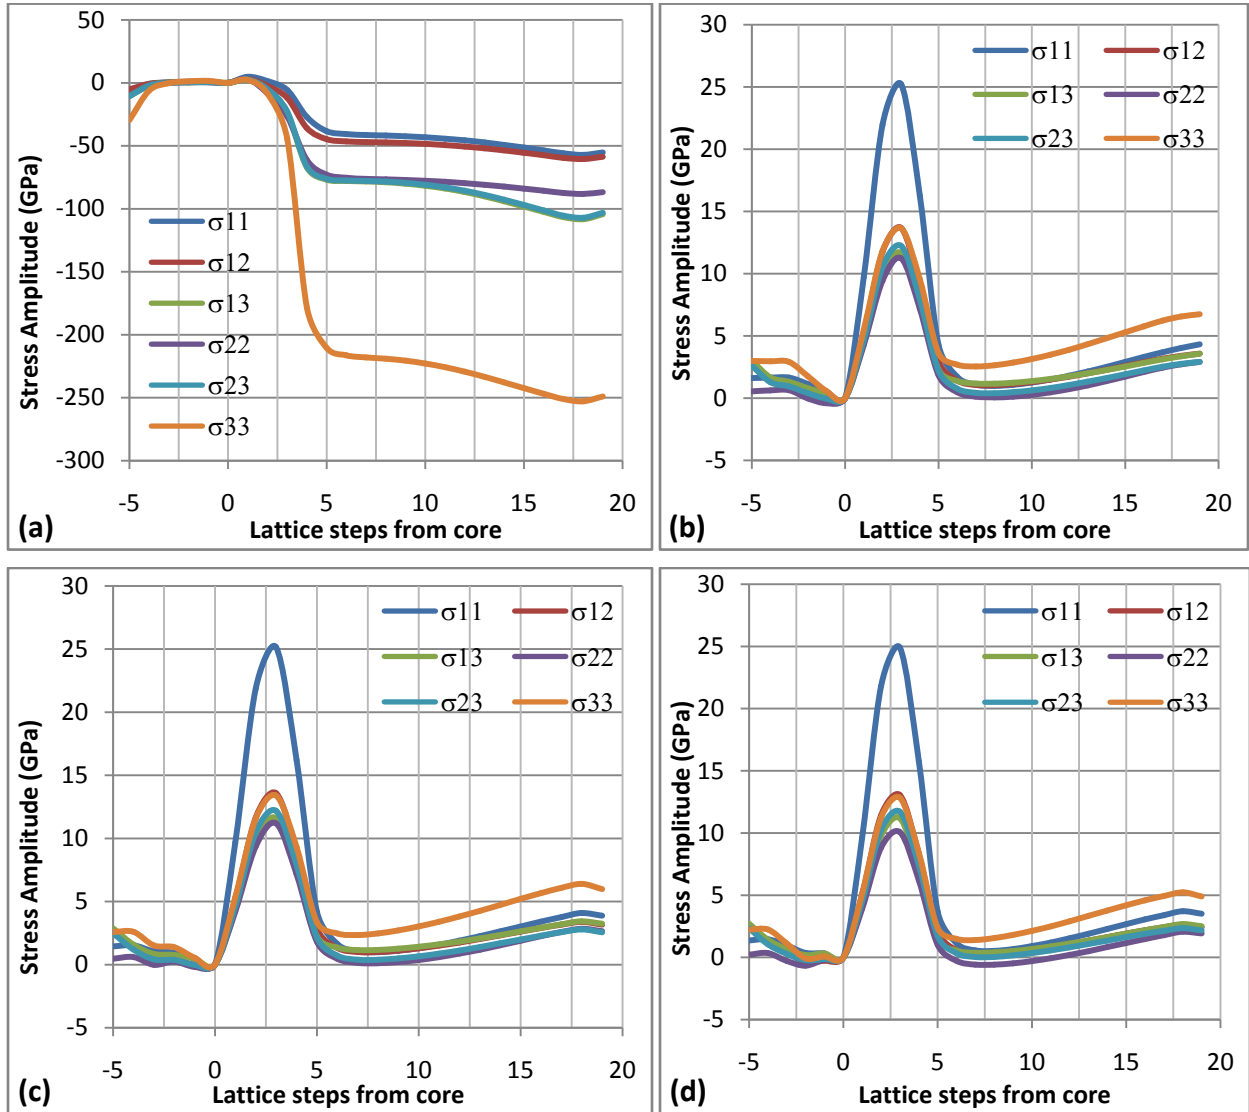 50
0
-50
-100
-150
-200
-250
-300
Stress Amplitude (GPa)
σ11
σ12
σ13
σ22
σ23
σ33
-5 0 5 10 15 20
Lattice steps from core
(a)
30
25
20
15
10
5
0
-5
Stress Amplitude (GPa)
σ11 σ12
σ13 σ22
σ23 σ33
-5 0 5 10 15 20
Lattice steps from core
(b)
30
25
20
15
10
5
0
-5
Stress Amplitude (GPa)
σ11 σ12
σ13 σ22
σ23 σ33
-5 0 5 10 15 20
Lattice steps from core
(c)
30
25
20
15
10
5
0
-5
Stress Amplitude (GPa)
σ11 σ12
σ13 σ22
σ23 σ33
-5 0 5 10 15 20
Lattice steps from core
(d)